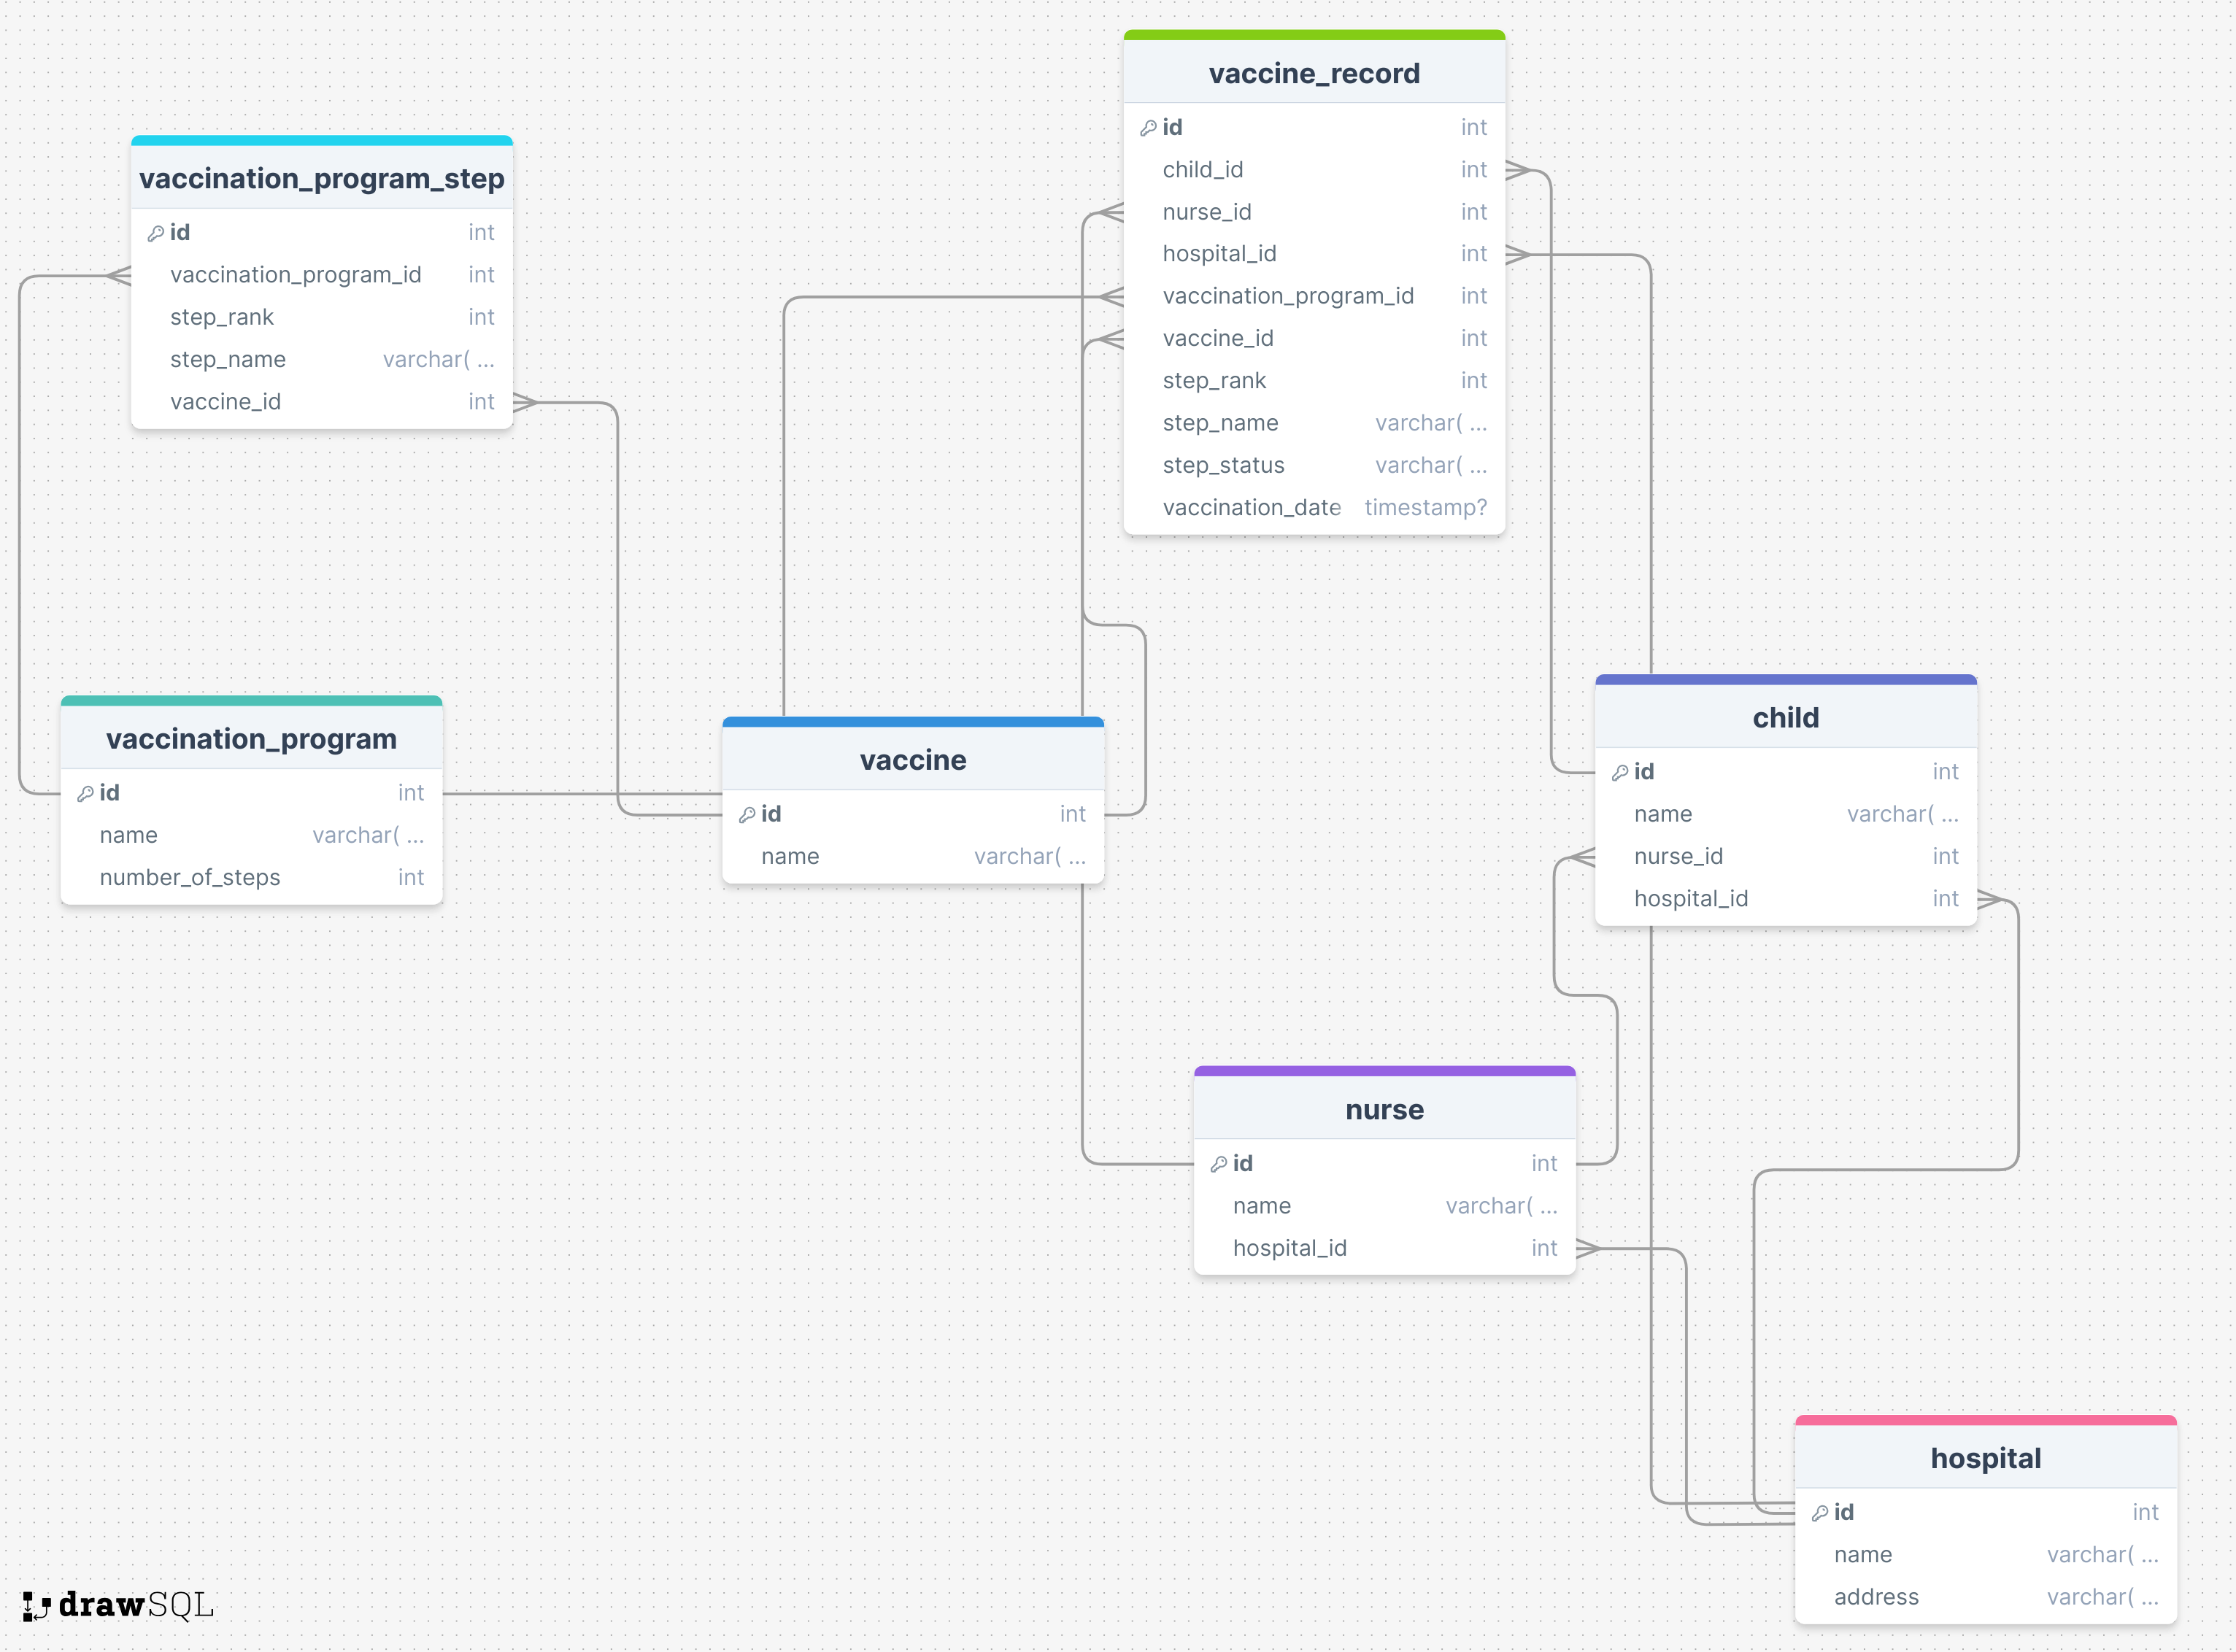 vaccination_program_step
id int
vaccination_program_id int
step_rank int
step_name varchar( ...
vaccine_id int
vaccine_record
id int
child_id int
nurse_id int
hospital_id int
vaccination_program_id int
vaccine_id int
step_rank int
step_name varchar( ...
step_status varchar( ...
vaccination_date timestamp?
vaccination_program
id int
name varchar( ...
number_of_steps int
vaccine
id int
name varchar( ...
child
id int
name varchar( ...
nurse_id int
hospital_id int
nurse
id int
name varchar( ...
hospital_id int
hospital
id int
name varchar( ...
address varchar( ...
drawSQL